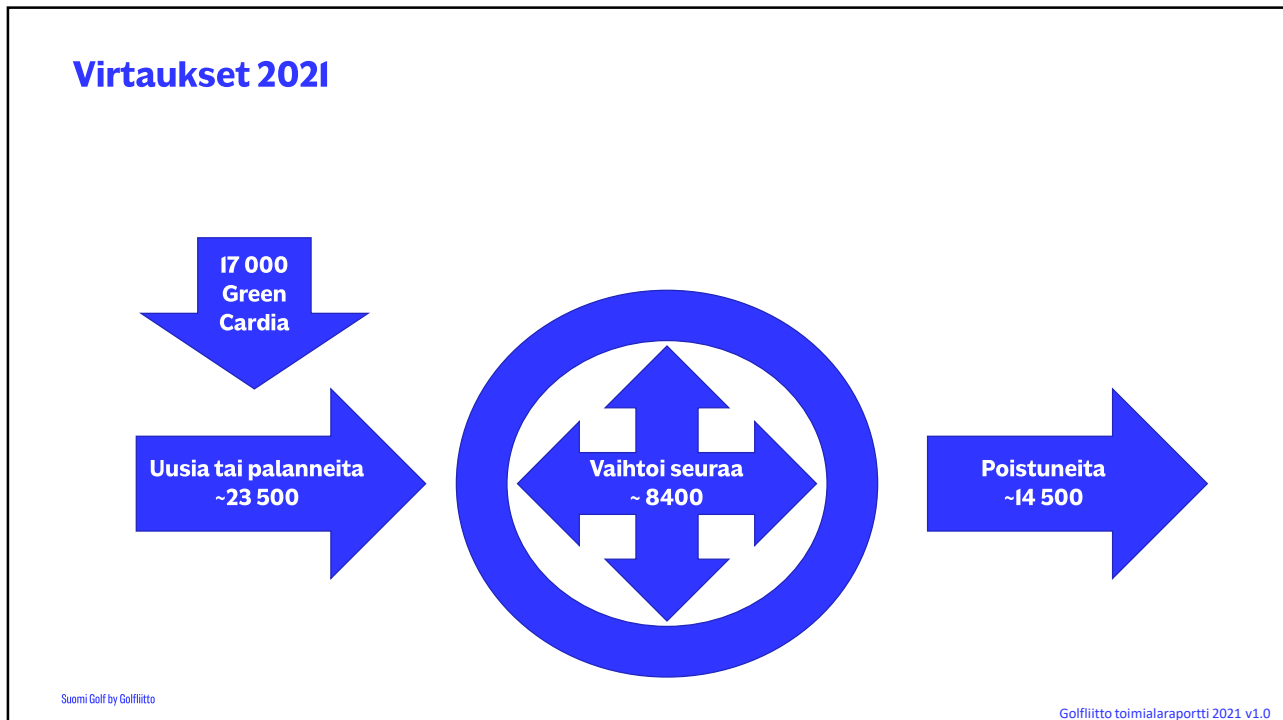 Virtaukset 2021
17 000
Green
Cardia
Uusia tai palanneita
~23 500
Vaihtoi seuraa
~ 8400
Poistuneita
~14 500
Suomi Golf by Golfliitto
Golfliitto toimialaraportti 2021 v1.0